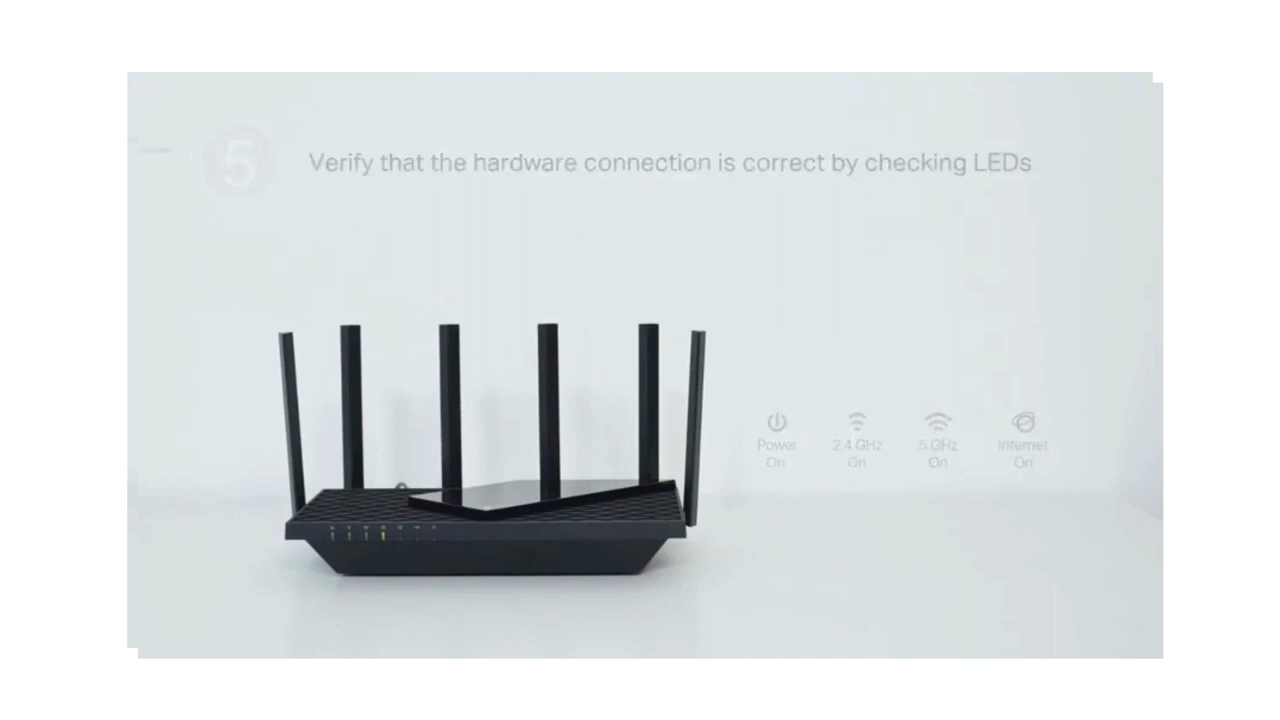 5
Verify that the hardware connection is correct by checking LEDs
Power
On
2.4 GHz
On
5 GHz
On
Internet
On